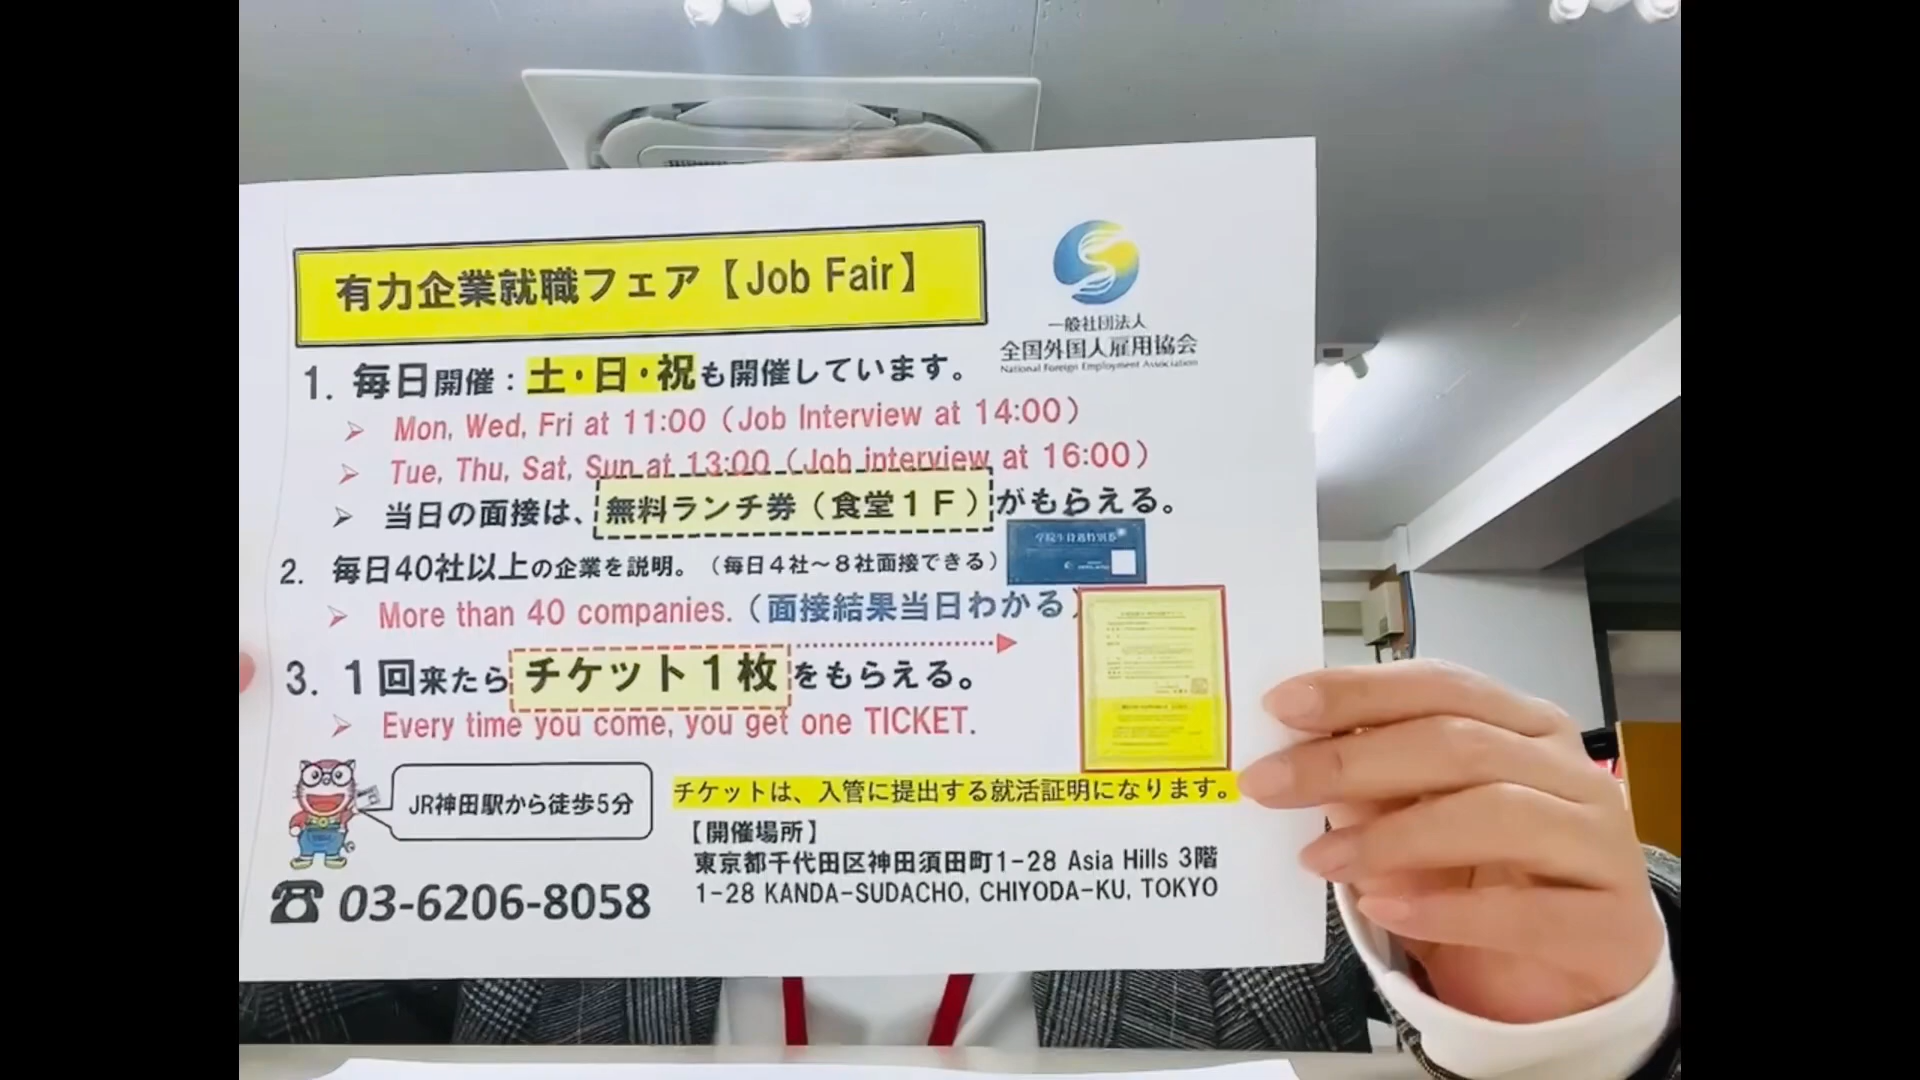 有力企業就職フェア【Job Fair】
一般社団法人
全国外国人雇用協会
National Foreign Employment Association
1. 毎日開催：土・日・祝も開催しています。
➢ Mon, Wed, Fri at 11:00（Job Interview at 14:00）
➢ Tue, Thu, Sat, Sun at 13:00（Job interview at 16:00）
➢ 当日の面接は、無料ランチ券（食堂１Ｆ）がもらえる。
2. 毎日40社以上の企業を説明。（毎日４社～８社面接できる）
➢ More than 40 companies.（面接結果当日わかる）
3. １回来たらチケット１枚をもらえる。
➢ Every time you come, you get one TICKET.
JR神田駅から徒歩5分
チケットは、入管に提出する就活証明になります。
【開催場所】
東京都千代田区神田須田町1-28 Asia Hills 3階
1-28 KANDA-SUDACHO, CHIYODA-KU, TOKYO
☎ 03-6206-8058